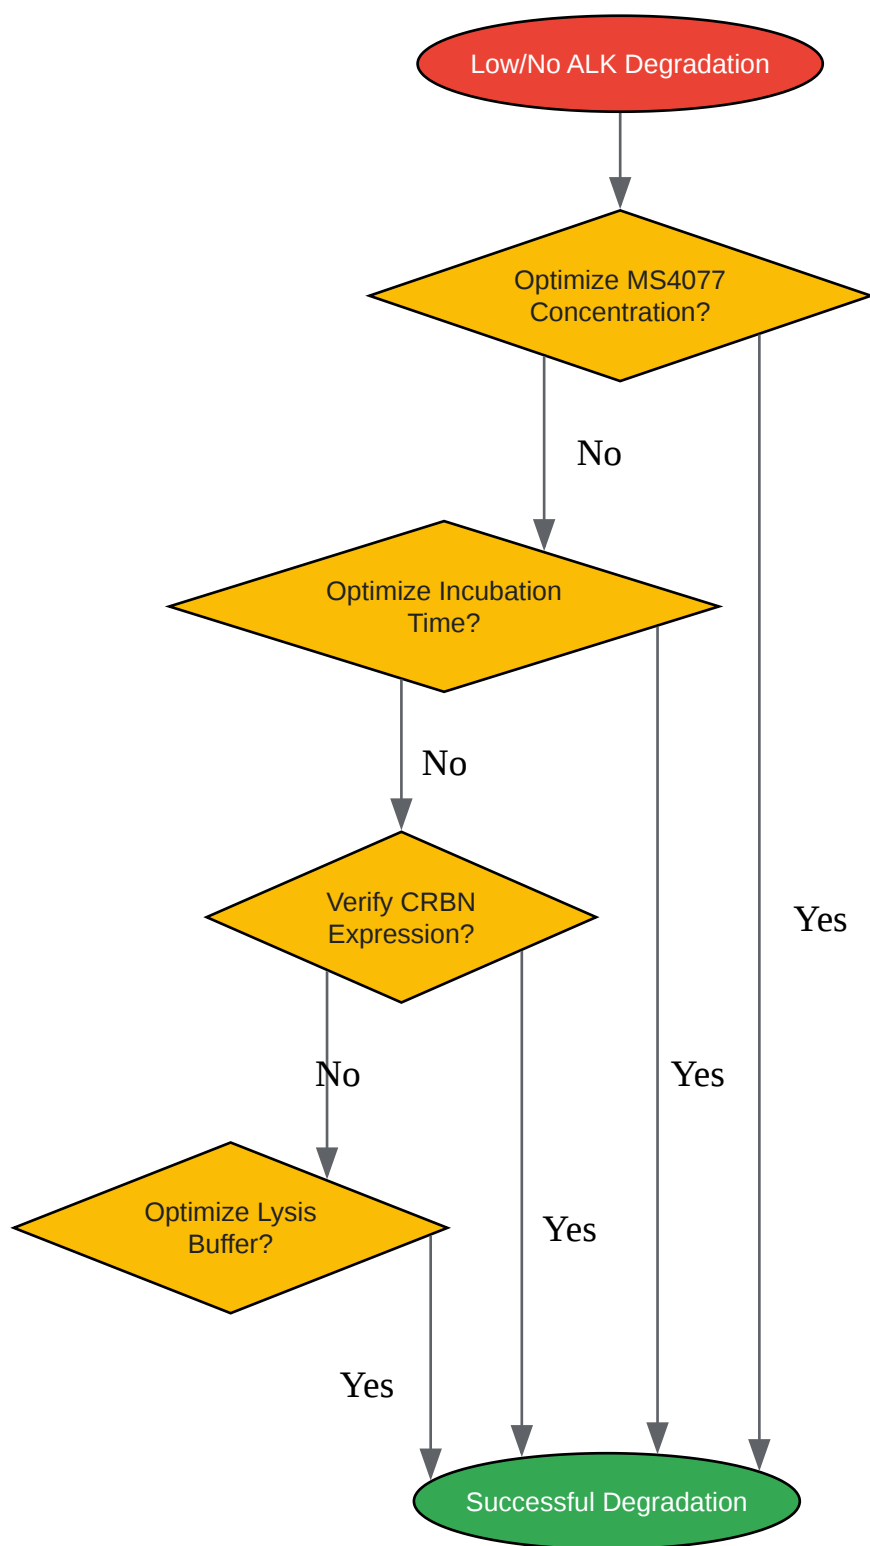 Low/No ALK Degradation
Optimize MS4077
Concentration?
No
Optimize Incubation
Time?
No
Yes
Verify CRBN
Expression?
No
Yes
Optimize Lysis
Buffer?
Yes
Yes
Successful Degradation